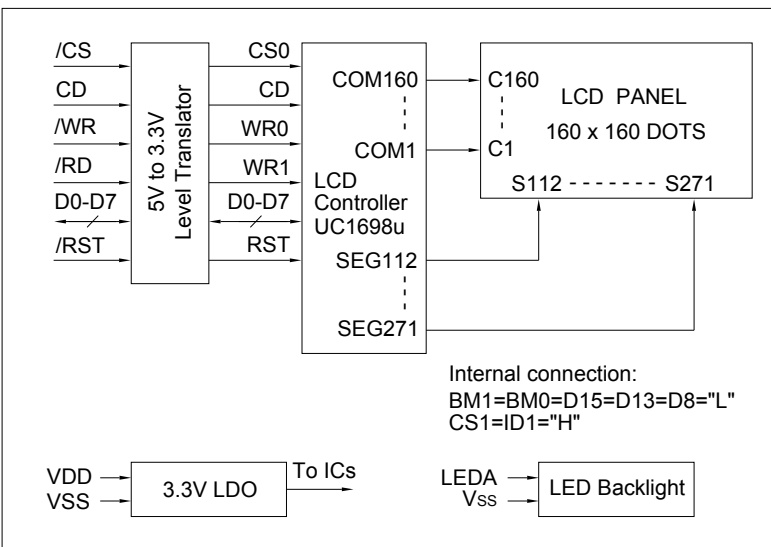 /CS
CD
/WR
/RD
D0-D7
/RST
5V to 3.3V
Level Translator
CS0
CD
WR0
WR1
D0-D7
RST
COM160
COM1
LCD
Controller
UC1698u
SEG112
SEG271
C160
C1
LCD PANEL
160 x 160 DOTS
S112 - - - - - - - S271
Internal connection:
BM1=BM0=D15=D13=D8="L"
CS1=ID1="H"
VDD
VSS
3.3V LDO
To ICs
LEDA
Vss
LED Backlight